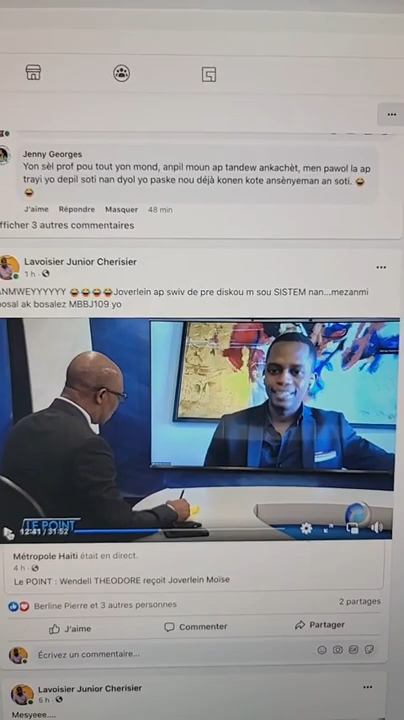 Jenny Georges
Yon sèl prof pou tout yon mond, anpil moun ap tandew ankachèt, men pawol la ap
trayi yo depil soti nan dyol yo paske nou déjà konen kote ansènyeman an soti.
J'aime Répondre Masquer 48 min
fficher 3 autres commentaires
Lavoisier Junior Cherisier
1 h
ANMWEYYYYYY Joverlein ap swiv de pre diskou m sou SISTEM nan...mezanmi
bosal ak bosalez MBBJ109 yo
LE POINT
12:41 / 31:52
Métropole Haiti était en direct.
4 h
Le POINT : Wendell THEODORE reçoit Joverlein Moïse
Berline Pierre et 3 autres personnes
2 partages
J'aime Commenter Partager
Écrivez un commentaire...
Lavoisier Junior Cherisier
5 h
Mesyeee....